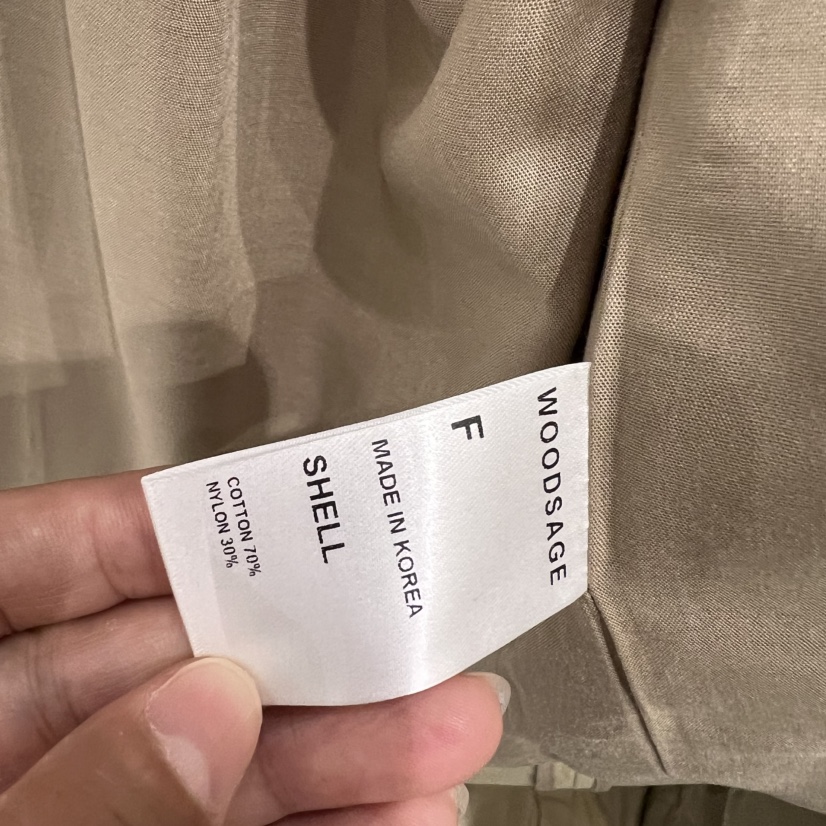 WOODSAGE
F
MADE IN KOREA
SHELL
COTTON 70%
NYLON 30%